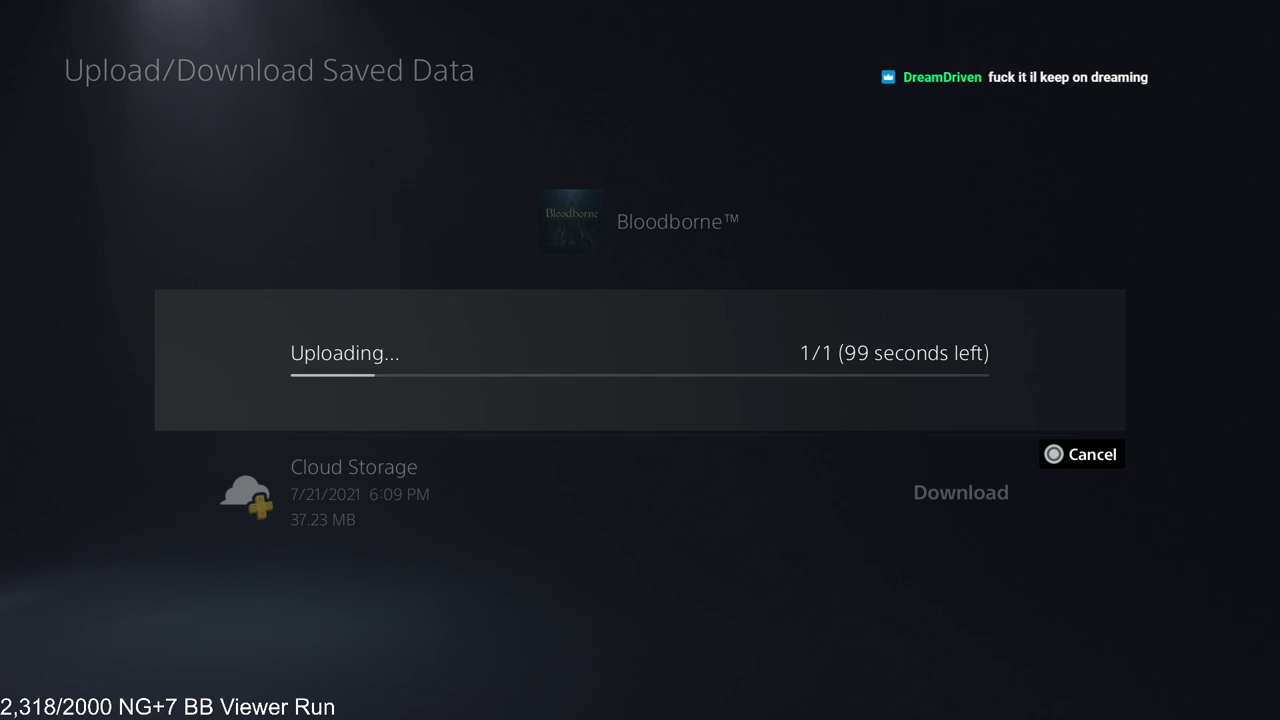 Upload/Download Saved Data
DreamDriven fuck it il keep on dreaming
Bloodborne
Bloodborne™
Uploading...
1/1 (99 seconds left)
Cancel
Cloud Storage
7/21/2021 6:09 PM
37.23 MB
Download
2,318/2000 NG+7 BB Viewer Run